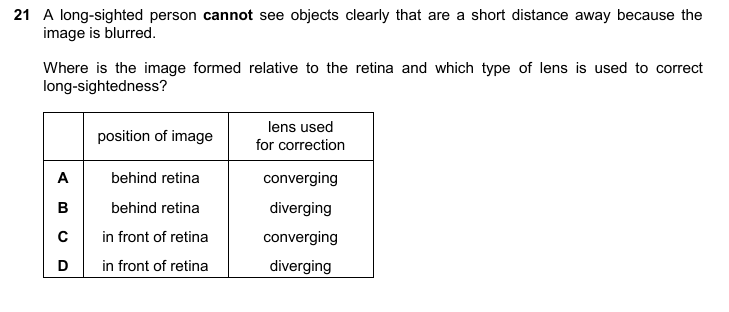 21 A long-sighted person cannot see objects clearly that are a short distance away because the
image is blurred.
Where is the image formed relative to the retina and which type of lens is used to correct
long-sightedness?
position of image lens used
for correction
A behind retina converging
B behind retina diverging
C in front of retina converging
D in front of retina diverging